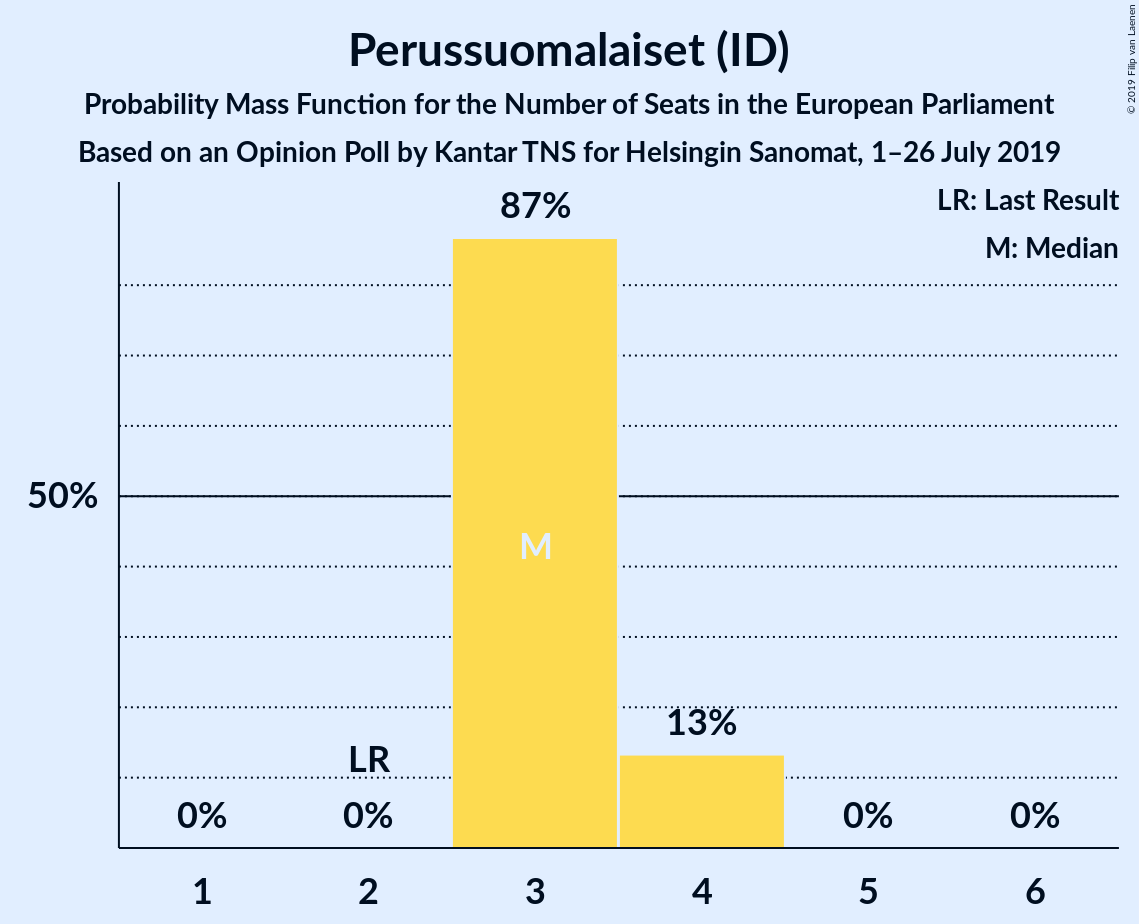 Perussuomalaiset (ID)
Probability Mass Function for the Number of Seats in the European Parliament
Based on an Opinion Poll by Kantar TNS for Helsingin Sanomat, 1–26 July 2019
© 2019 Filip van Laenen
LR: Last Result
M: Median
87%
50%
M
13%
LR
0% 0% 0% 0%
1 2 3 4 5 6